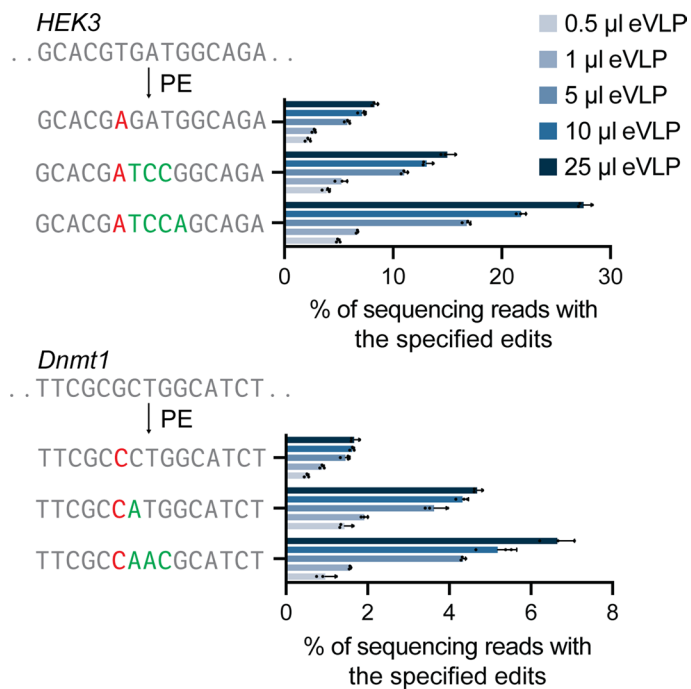 HEK3
. . GCACGTGATGGCAGA . .
PE
GCACGAGATGGCAGA
GCACGATCCGGCAGA
GCACGATCCAGCAGA
0.5 µl eVLP
1 µl eVLP
5 µl eVLP
10 µl eVLP
25 µl eVLP
0 10 20 30
% of sequencing reads with
the specified edits
Dnmt1
. . TTCGCGCTGGCATCT . .
PE
TTCGCCCTGGCATCT
TTCGCCATGGCATCT
TTCGCCAACGCATCT
0 2 4 6 8
% of sequencing reads with
the specified edits